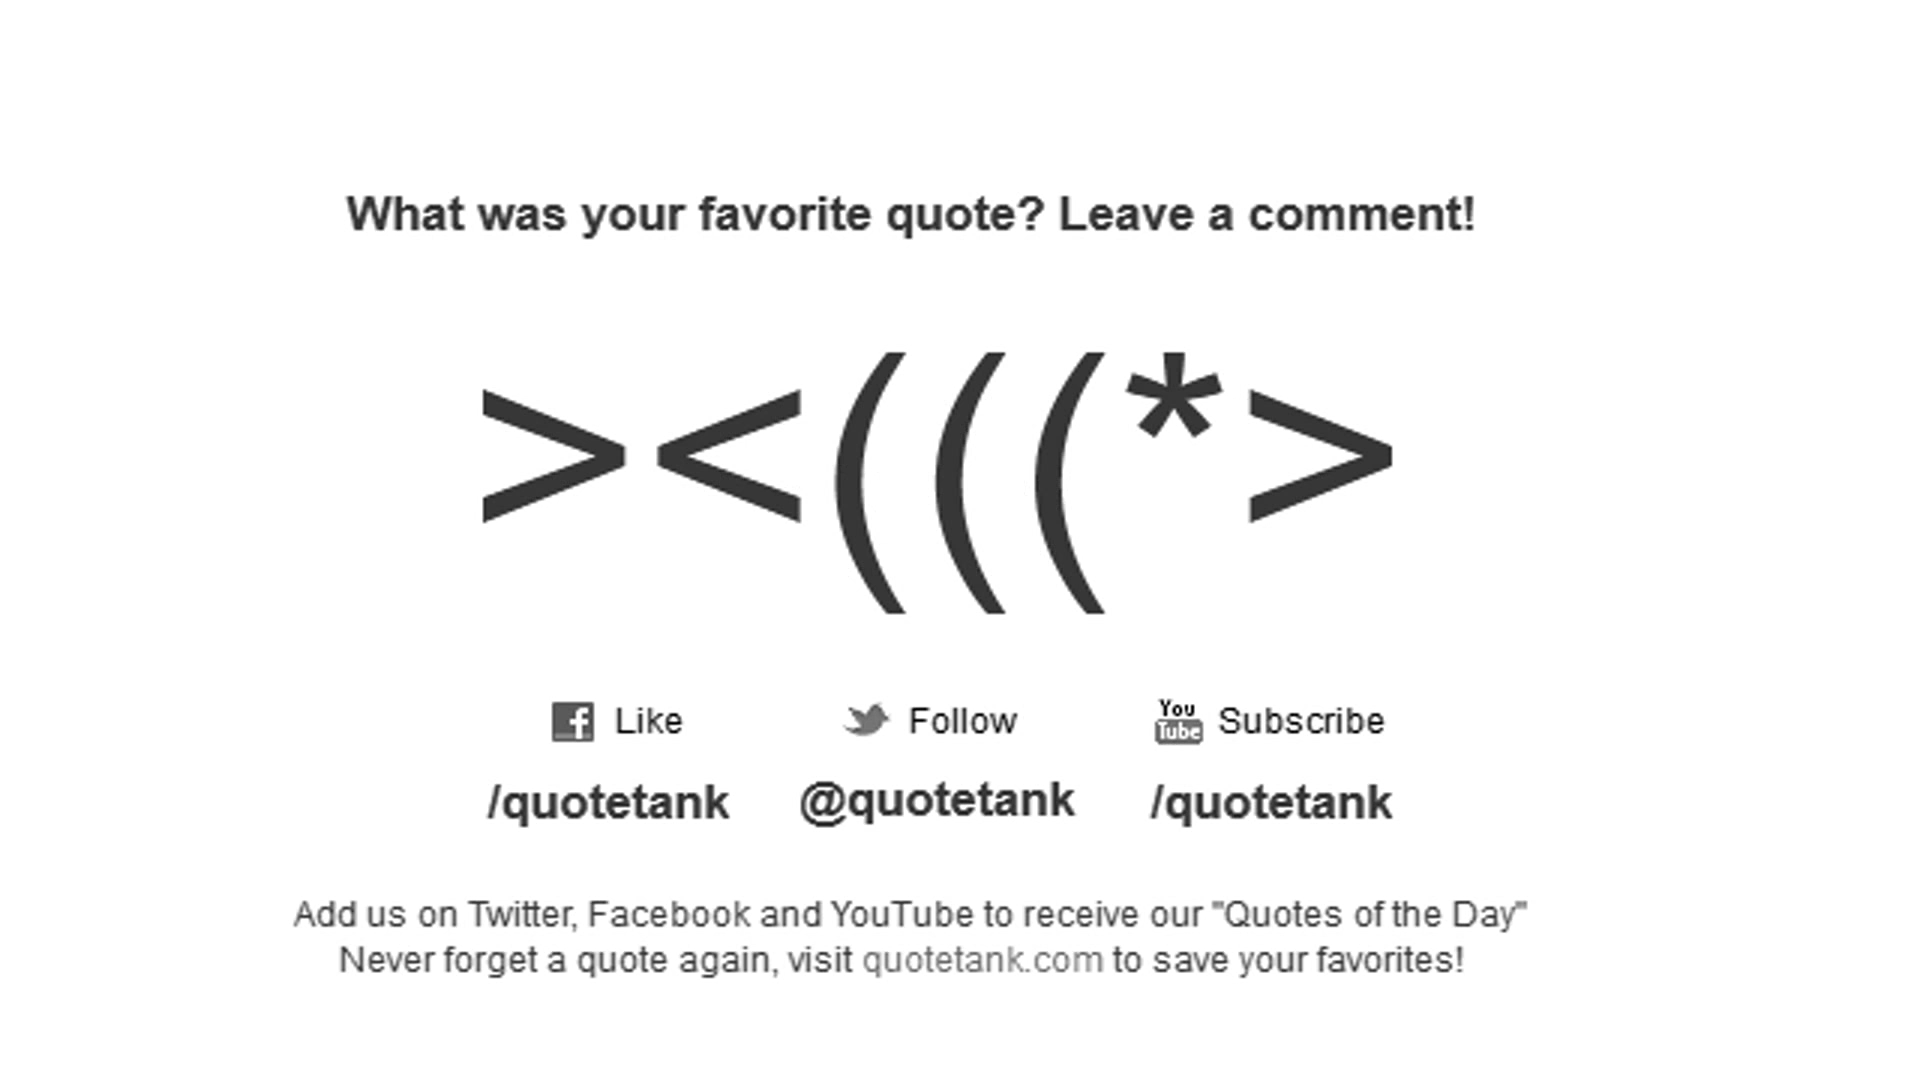 What was your favorite quote? Leave a comment!
><(((*>
f Like Follow You Tube Subscribe
/quotetank @quotetank /quotetank
Add us on Twitter, Facebook and YouTube to receive our "Quotes of the Day"
Never forget a quote again, visit quotetank.com to save your favorites!